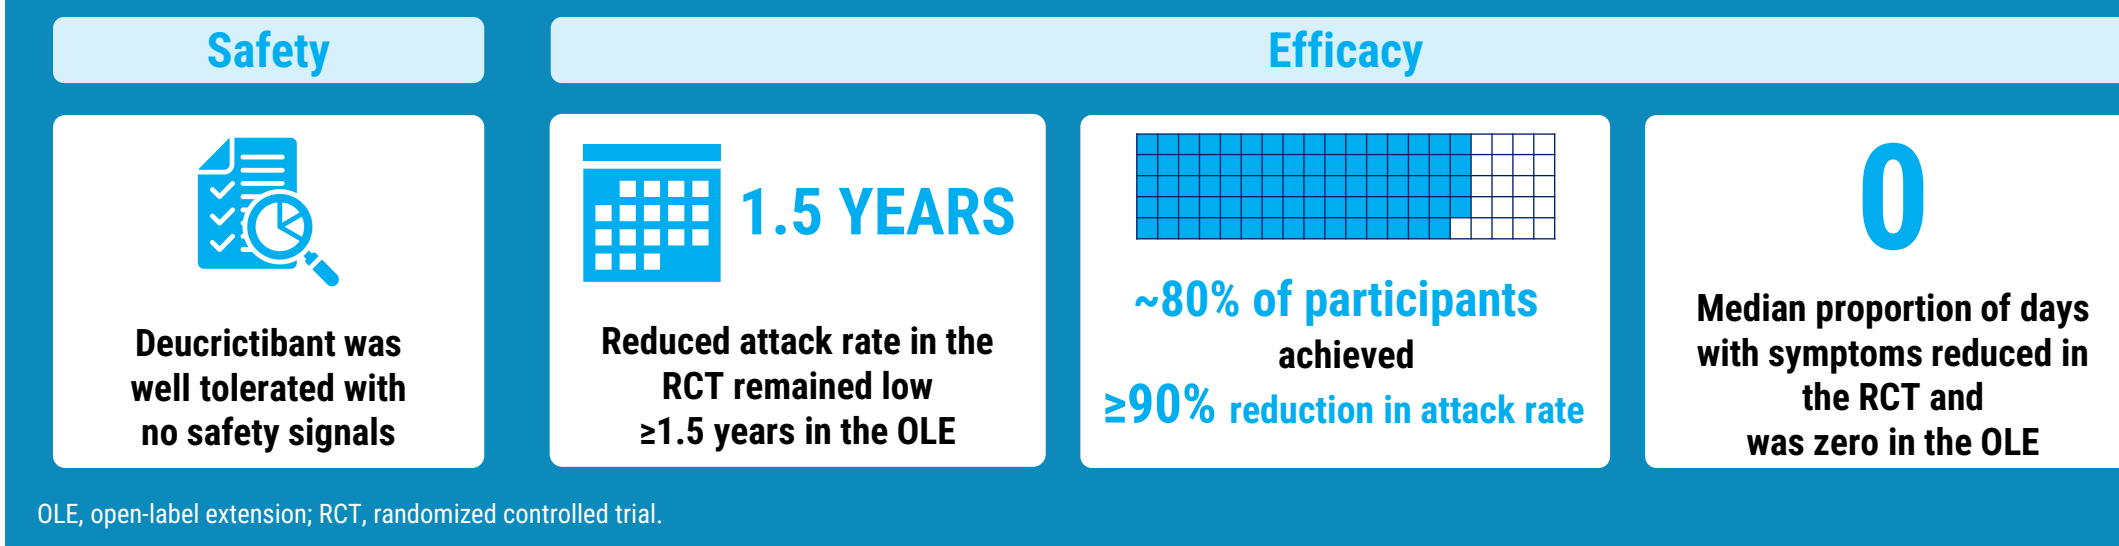 Safety
Efficacy
Deucrictibant was
well tolerated with
no safety signals
1.5 YEARS
Reduced attack rate in the
RCT remained low
≥1.5 years in the OLE
~80% of participants
achieved
≥90% reduction in attack rate
0
Median proportion of days
with symptoms reduced in
the RCT and
was zero in the OLE
OLE, open-label extension; RCT, randomized controlled trial.